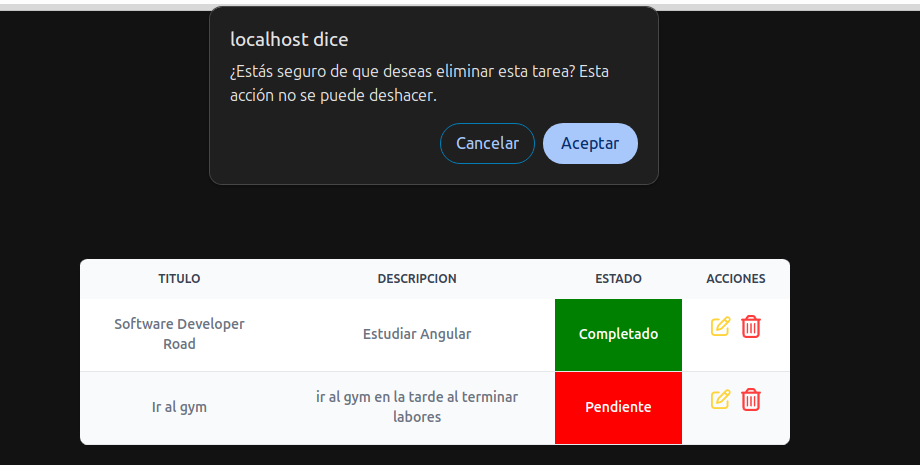 localhost dice
¿Estás seguro de que deseas eliminar esta tarea? Esta
acción no se puede deshacer.
Cancelar
Aceptar
TITULO
DESCRIPCION
ESTADO
ACCIONES
Software Developer
Road
Estudiar Angular
Completado
Ir al gym
ir al gym en la tarde al terminar
labores
Pendiente